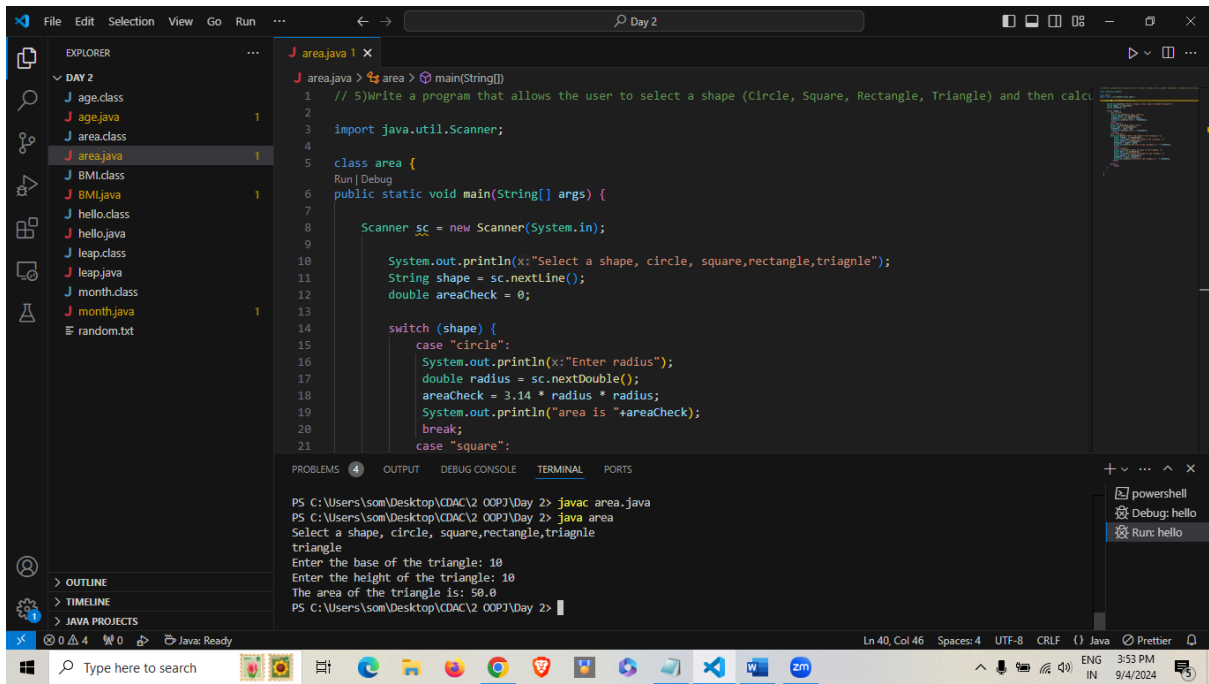 File Edit Selection View Go Run ... Day 2
EXPLORER ...
DAY 2
age.class
age.java 1
area.class
area.java 1
BMI.class
BMI.java 1
hello.class
hello.java
leap.class
leap.java
month.class
month.java 1
random.txt
OUTLINE
TIMELINE
JAVA PROJECTS
area.java 1
area.java > area > main(String[])
1 // 5)Write a program that allows the user to select a shape (Circle, Square, Rectangle, Triangle) and then calcu
2
3 import java.util.Scanner;
4
5 class area {
Run | Debug
6 public static void main(String[] args) {
7
8 Scanner sc = new Scanner(System.in);
9
10 System.out.println(x:"Select a shape, circle, square,rectangle,triagnle");
11 String shape = sc.nextLine();
12 double areaCheck = 0;
13
14 switch (shape) {
15 case "circle":
16 System.out.println(x:"Enter radius");
17 double radius = sc.nextDouble();
18 areaCheck = 3.14 * radius * radius;
19 System.out.println("area is "+areaCheck);
20 break;
21 case "square":
PROBLEMS 4 OUTPUT DEBUG CONSOLE TERMINAL PORTS
PS C:\Users\som\Desktop\CDAC\2 OOPJ\Day 2> javac area.java
PS C:\Users\som\Desktop\CDAC\2 OOPJ\Day 2> java area
Select a shape, circle, square,rectangle,triagnle
triangle
Enter the base of the triangle: 10
Enter the height of the triangle: 10
The area of the triangle is: 50.0
PS C:\Users\som\Desktop\CDAC\2 OOPJ\Day 2>
powershell
Debug: hello
Run: hello
1
0 4 0 Java: Ready Ln 40, Col 46 Spaces: 4 UTF-8 CRLF {} Java Prettier
Type here to search W zm ENG IN 3:53 PM 9/4/2024 5